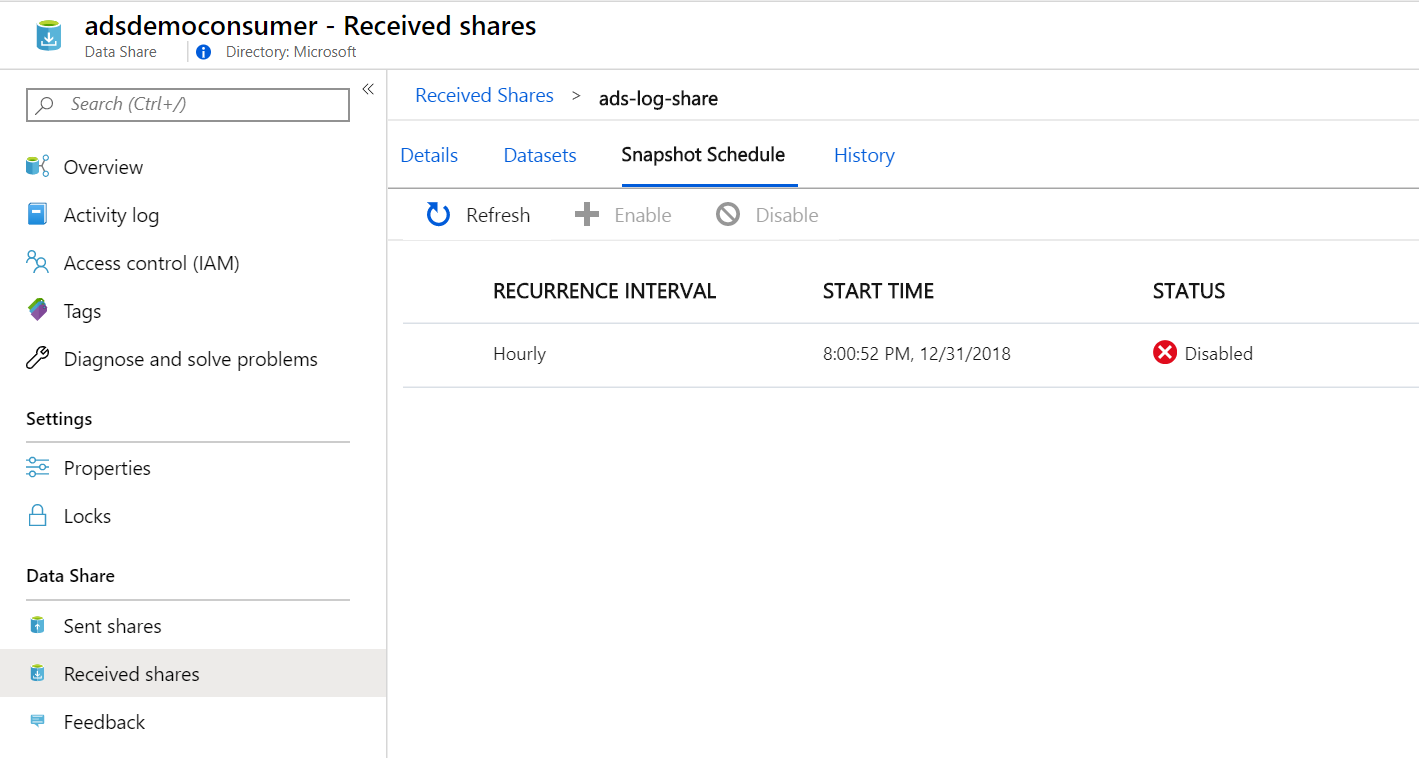 adsdemoconsumer - Received shares
Data Share
Directory: Microsoft
Search (Ctrl+/)
«
Overview
Activity log
Access control (IAM)
Tags
Diagnose and solve problems
Settings
Properties
Locks
Data Share
Sent shares
Received shares
Feedback
Received Shares > ads-log-share
Details Datasets Snapshot Schedule History
Refresh Enable Disable
RECURRENCE INTERVAL START TIME STATUS
Hourly 8:00:52 PM, 12/31/2018 Disabled